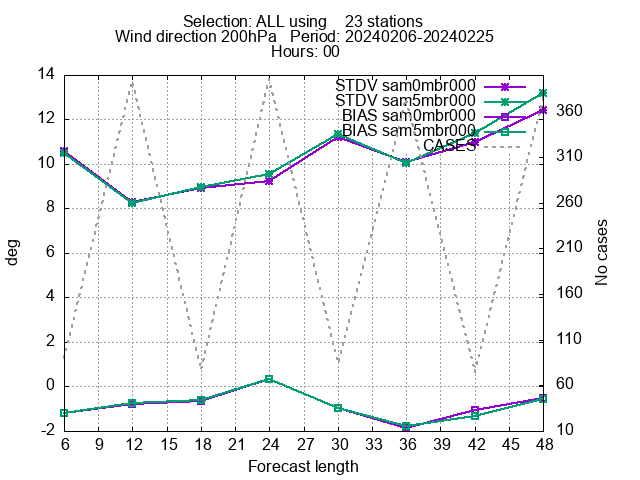 Selection: ALL using    23 stations
Wind direction 200hPa   Period: 20240206-20240225
Hours: 00
STDV sam0mbr000
STDV sam5mbr000
BIAS sam0mbr000
BIAS sam5mbr000
CASES
14
12
10
8
6
4
2
0
-2
deg
360
310
260
210
160
110
60
10
No cases
6 9 12 15 18 21 24 27 30 33 36 39 42 45 48
Forecast length